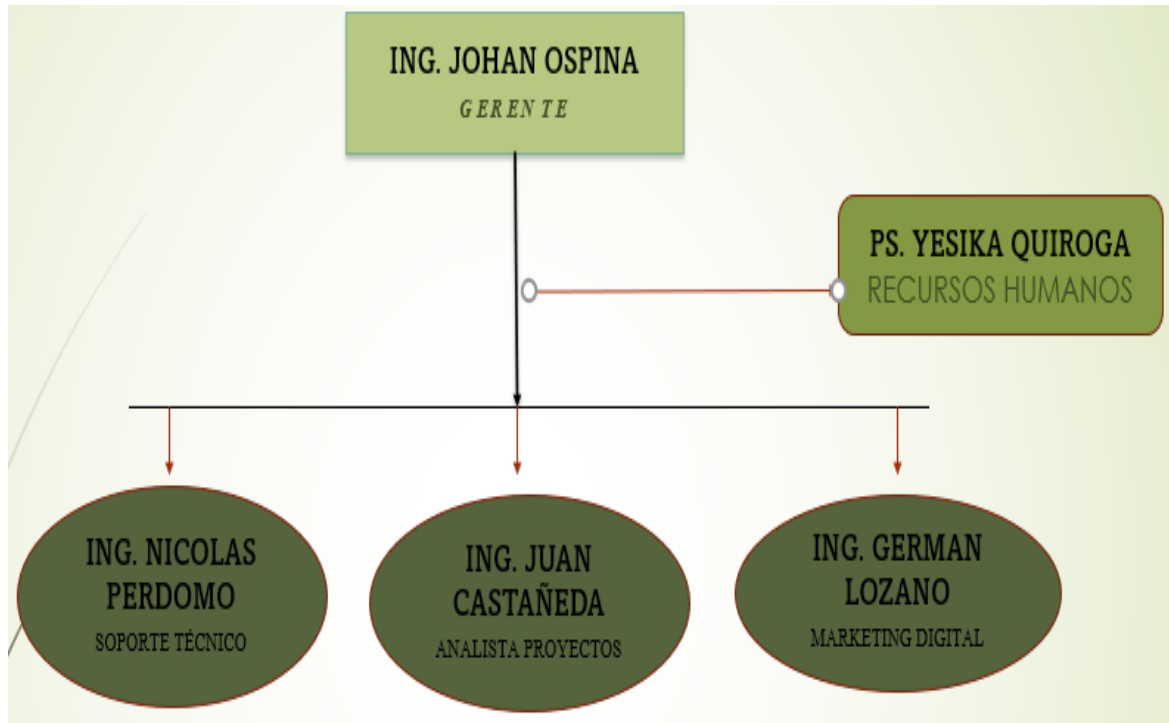 ING. JOHAN OSPINA
GERENTE
PS. YESIKA QUIROGA
RECURSOS HUMANOS
ING. NICOLAS
PERDOMO
SOPORTE TÉCNICO
ING. JUAN
CASTAÑEDA
ANALISTA PROYECTOS
ING. GERMAN
LOZANO
MARKETING DIGITAL